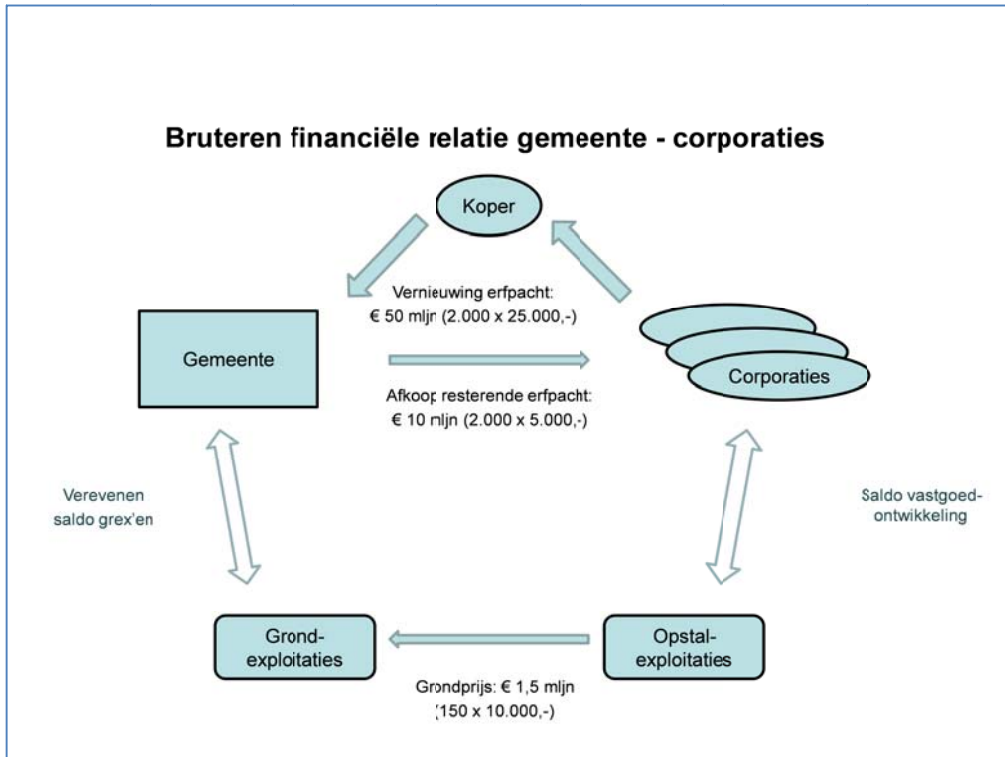 Bruteren financiële relatie gemeente - corporaties
Koper
Vernieuwing erfpacht:
€ 50 mljn (2.000 x 25.000,-)
Gemeente
Corporaties
Afkoop resterende erfpacht:
€ 10 mljn (2.000 x 5.000,-)
Verevenen
saldo grex'en
Saldo vastgoed-
ontwikkeling
Grond-
exploitaties
Opstal-
exploitaties
Grondprijs: € 1,5 mljn
(150 x 10.000,-)